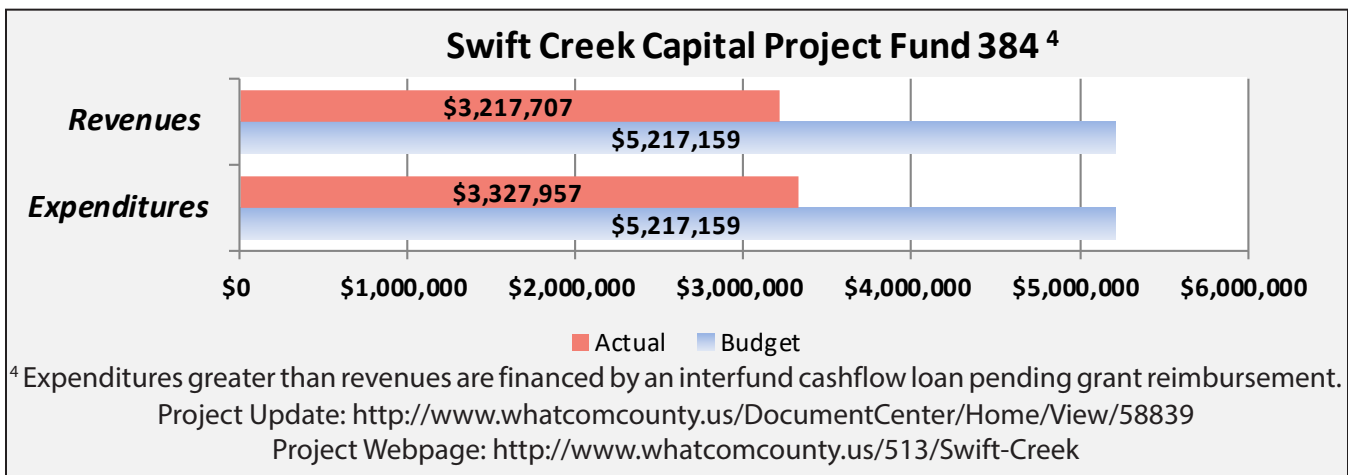 Swift Creek Capital Project Fund 384 ⁴
Revenues
$3,217,707
$5,217,159
Expenditures
$3,327,957
$5,217,159
$0 $1,000,000 $2,000,000 $3,000,000 $4,000,000 $5,000,000 $6,000,000
Actual Budget
⁴ Expenditures greater than revenues are financed by an interfund cashflow loan pending grant reimbursement.
Project Update: http://www.whatcomcounty.us/DocumentCenter/Home/View/58839
Project Webpage: http://www.whatcomcounty.us/513/Swift-Creek